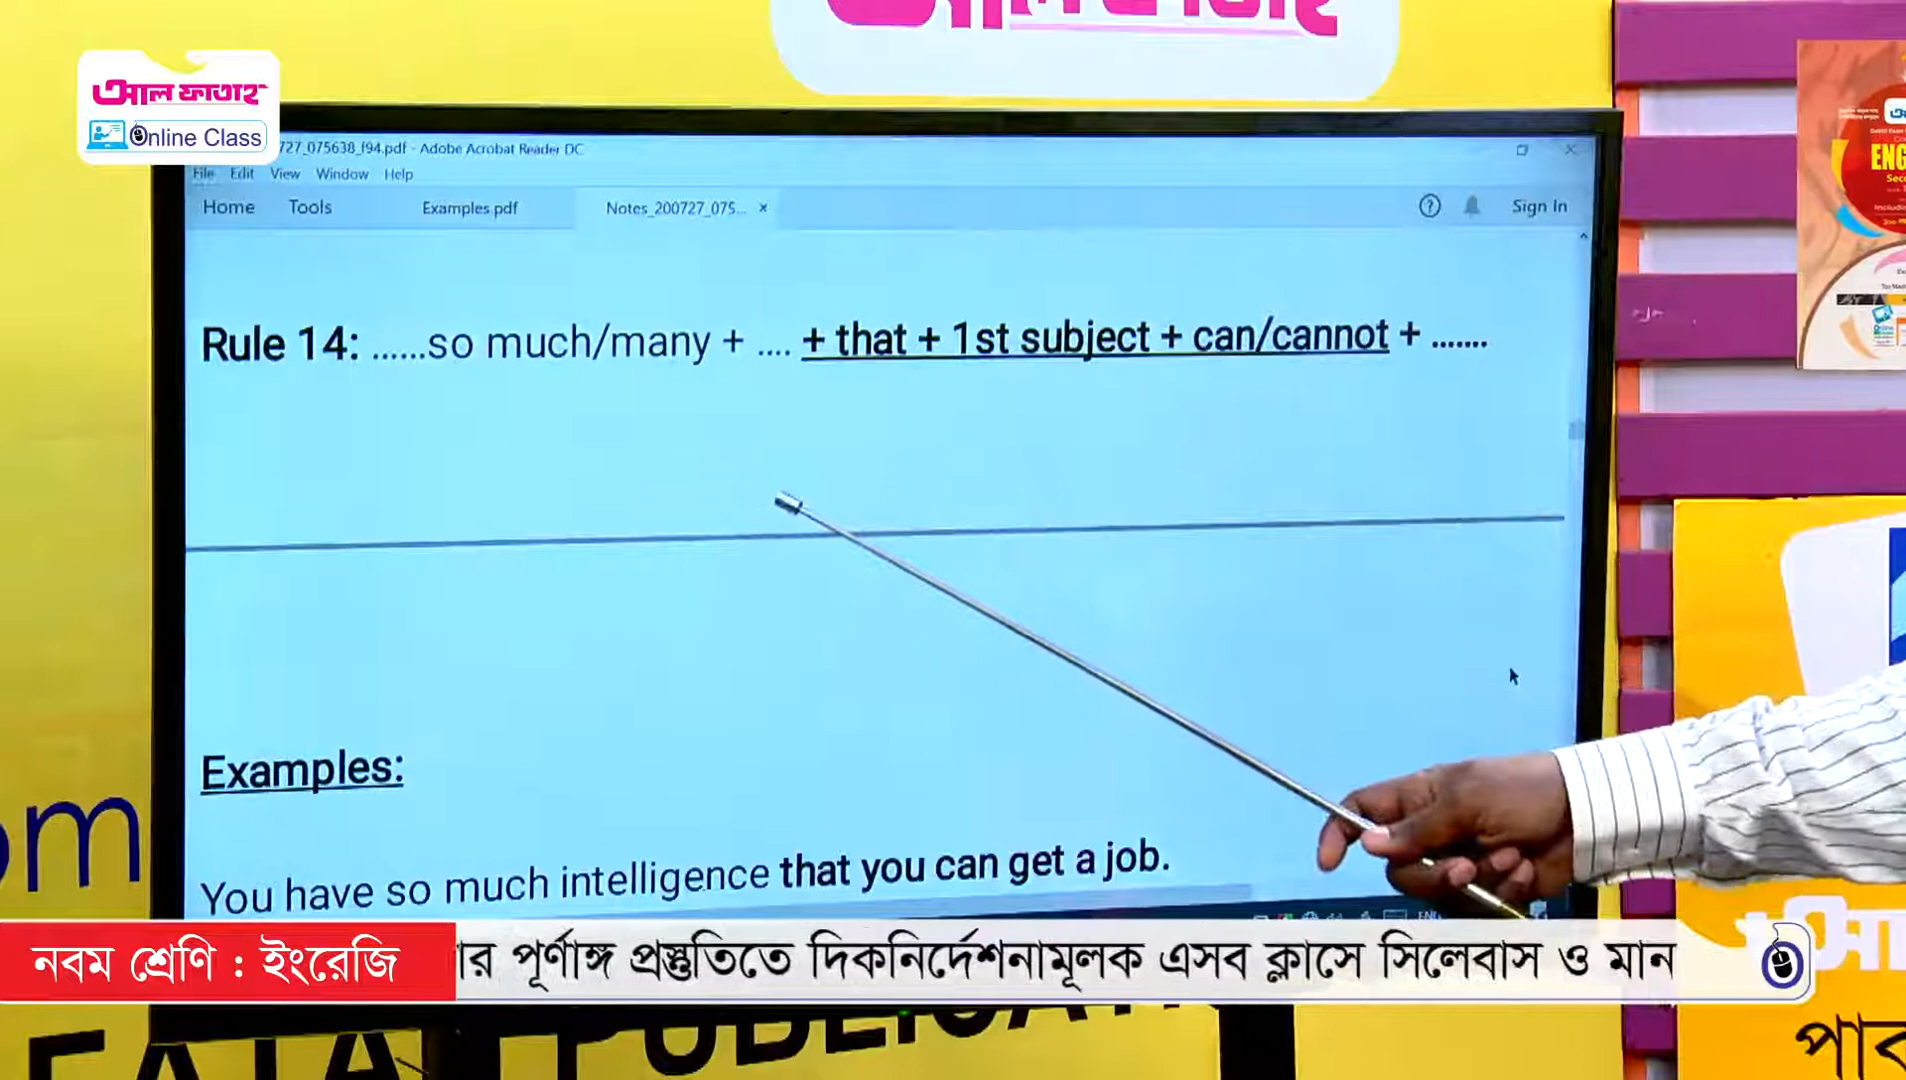 আল ফাতাহ
Online Class
727_075638_f94.pdf - Adobe Acrobat Reader DC
File Edit View Window Help
Home Tools Examples.pdf Notes_200727_075... × Sign In
Rule 14: ......so much/many + .... + that + 1st subject + can/cannot + .......
Examples:
You have so much intelligence that you can get a job.
ENG
নবম শ্রেণি : ইংরেজি
ার পূর্ণাঙ্গ প্রস্তুতিতে দিকনির্দেশনামূলক এসব ক্লাসে সিলেবাস ও মান
om